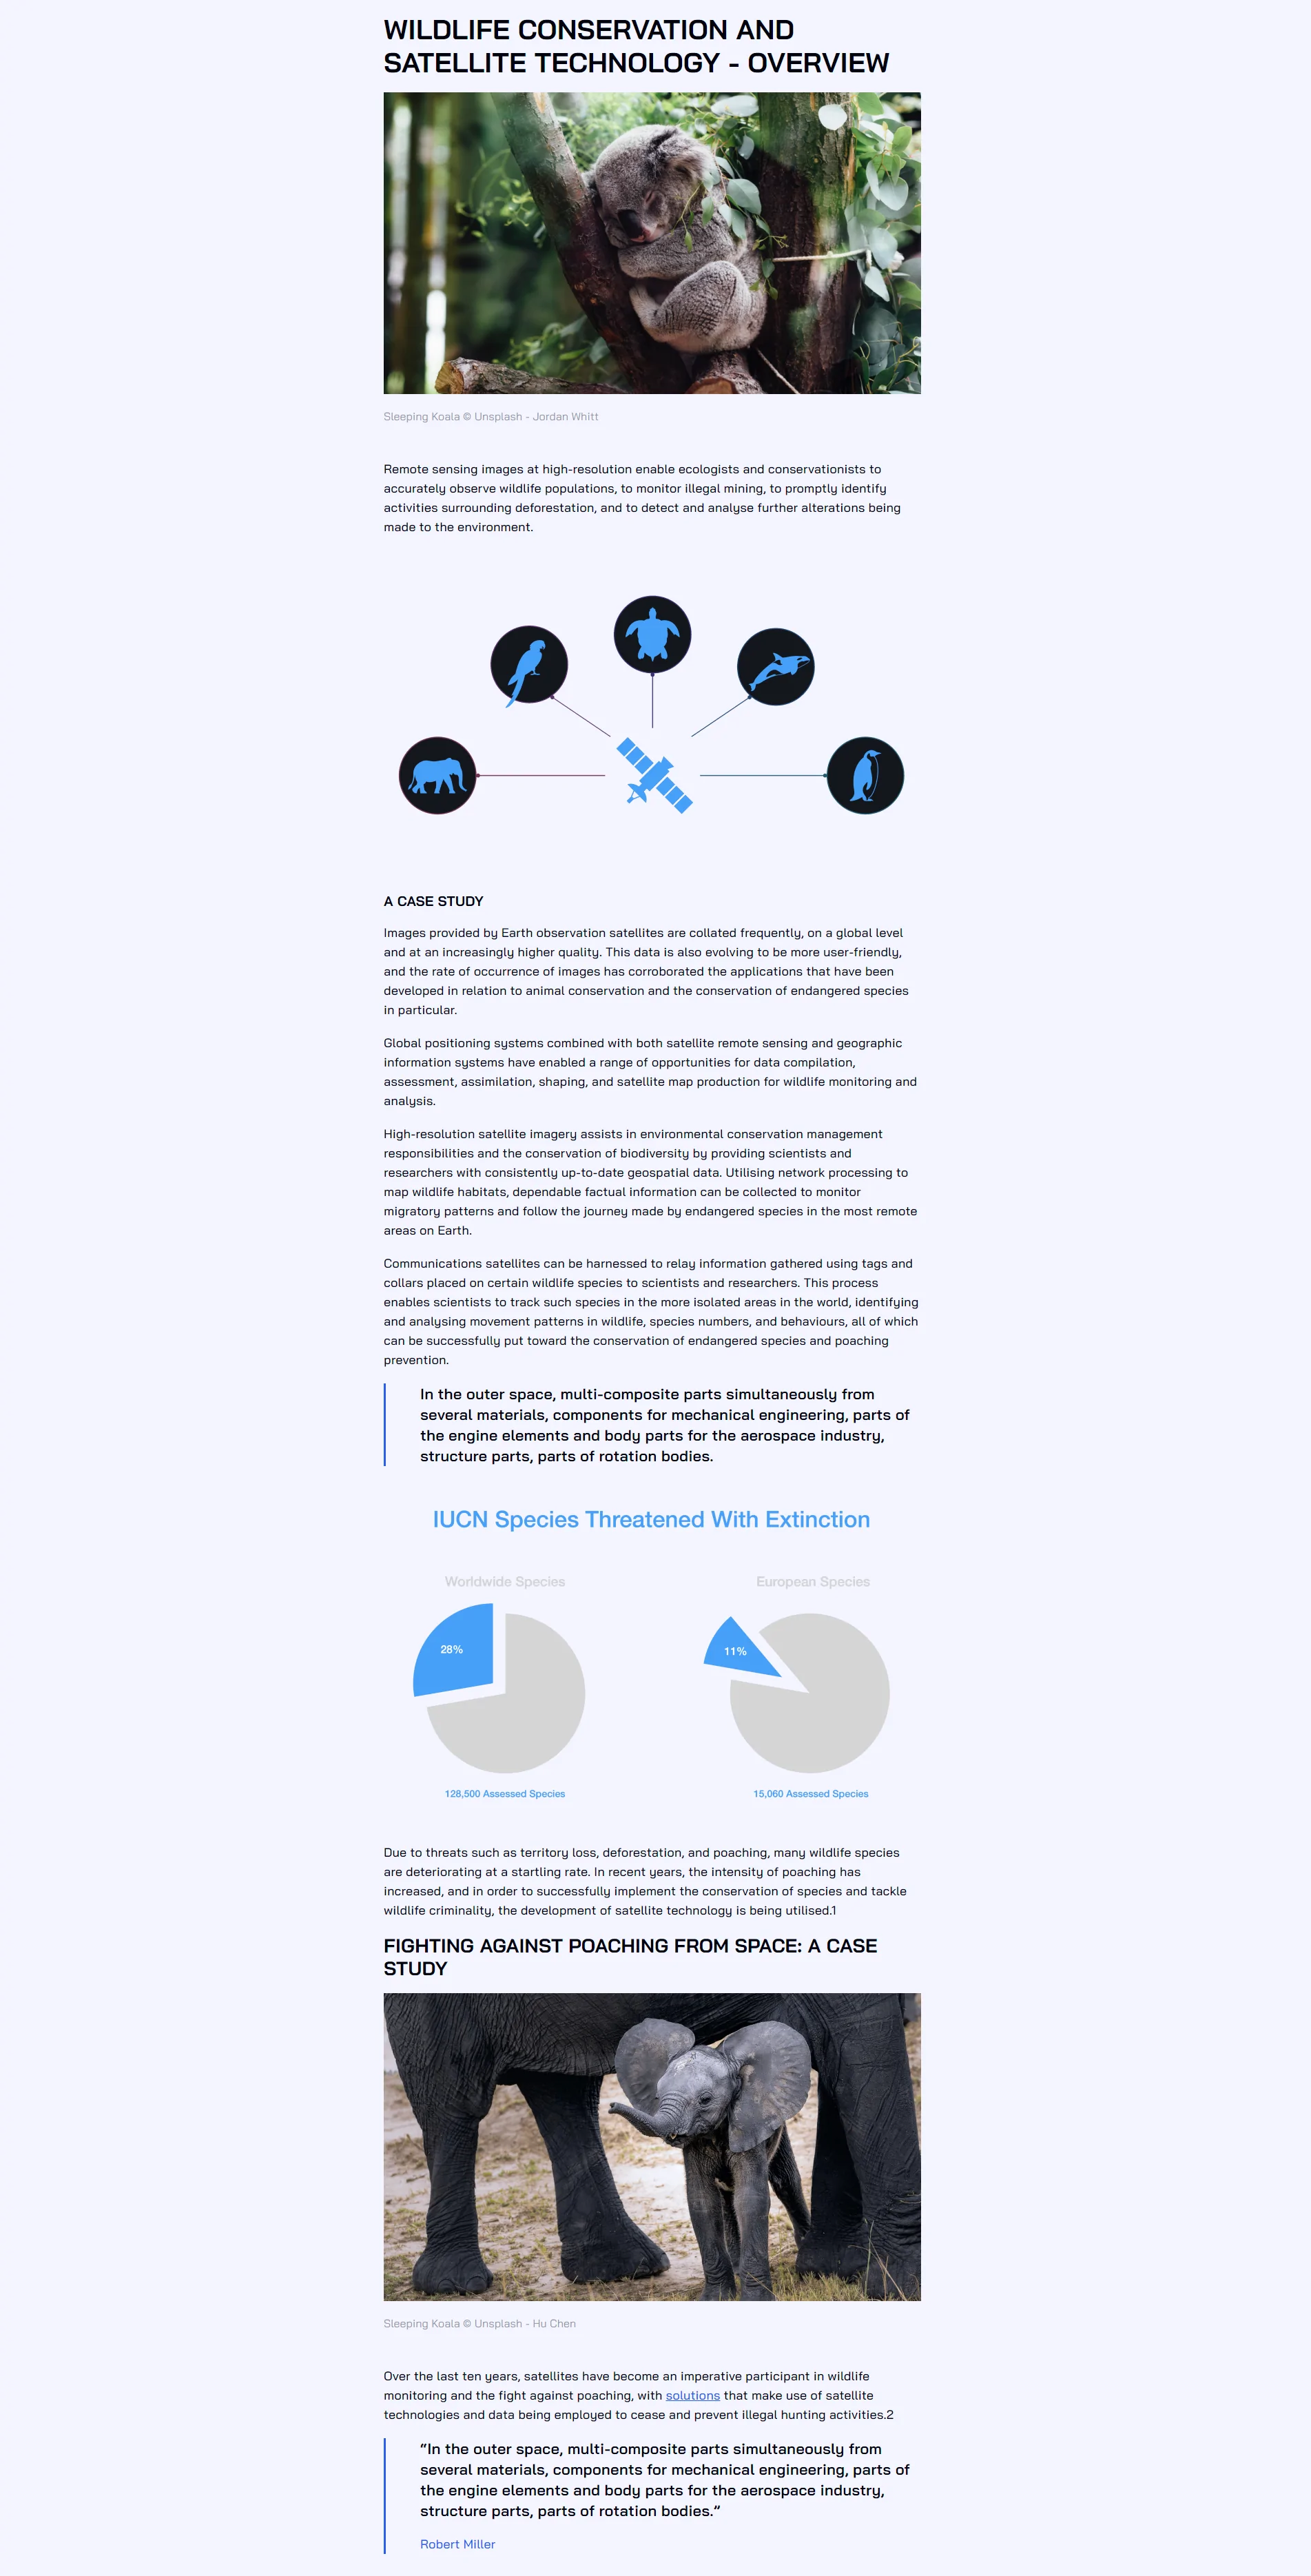 WILDLIFE CONSERVATION AND
SATELLITE TECHNOLOGY - OVERVIEW
Sleeping Koala © Unsplash - Jordan Whitt
Remote sensing images at high-resolution enable ecologists and conservationists to
accurately observe wildlife populations, to monitor illegal mining, to promptly identify
activities surrounding deforestation, and to detect and analyse further alterations being
made to the environment.
A CASE STUDY
Images provided by Earth observation satellites are collated frequently, on a global level
and at an increasingly higher quality. This data is also evolving to be more user-friendly,
and the rate of occurrence of images has corroborated the applications that have been
developed in relation to animal conservation and the conservation of endangered species
in particular.
Global positioning systems combined with both satellite remote sensing and geographic
information systems have enabled a range of opportunities for data compilation,
assessment, assimilation, shaping, and satellite map production for wildlife monitoring and
analysis.
High-resolution satellite imagery assists in environmental conservation management
responsibilities and the conservation of biodiversity by providing scientists and
researchers with consistently up-to-date geospatial data. Utilising network processing to
map wildlife habitats, dependable factual information can be collected to monitor
migratory patterns and follow the journey made by endangered species in the most remote
areas on Earth.
Communications satellites can be harnessed to relay information gathered using tags and
collars placed on certain wildlife species to scientists and researchers. This process
enables scientists to track such species in the more isolated areas in the world, identifying
and analysing movement patterns in wildlife, species numbers, and behaviours, all of which
can be successfully put toward the conservation of endangered species and poaching
prevention.
In the outer space, multi-composite parts simultaneously from
several materials, components for mechanical engineering, parts of
the engine elements and body parts for the aerospace industry,
structure parts, parts of rotation bodies.
IUCN Species Threatened With Extinction
Worldwide Species
European Species
28%
11%
128,500 Assessed Species
15,060 Assessed Species
Due to threats such as territory loss, deforestation, and poaching, many wildlife species
are deteriorating at a startling rate. In recent years, the intensity of poaching has
increased, and in order to successfully implement the conservation of species and tackle
wildlife criminality, the development of satellite technology is being utilised.1
FIGHTING AGAINST POACHING FROM SPACE: A CASE
STUDY
Sleeping Koala © Unsplash - Hu Chen
Over the last ten years, satellites have become an imperative participant in wildlife
monitoring and the fight against poaching, with solutions that make use of satellite
technologies and data being employed to cease and prevent illegal hunting activities.2
“In the outer space, multi-composite parts simultaneously from
several materials, components for mechanical engineering, parts of
the engine elements and body parts for the aerospace industry,
structure parts, parts of rotation bodies.”
Robert Miller